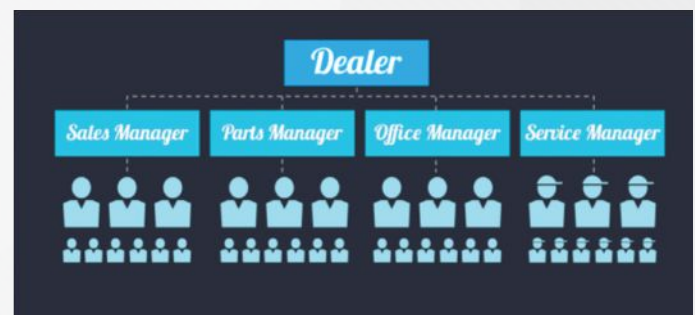 Dealer
Sales Manager
Parts Manager
Office Manager
Service Manager